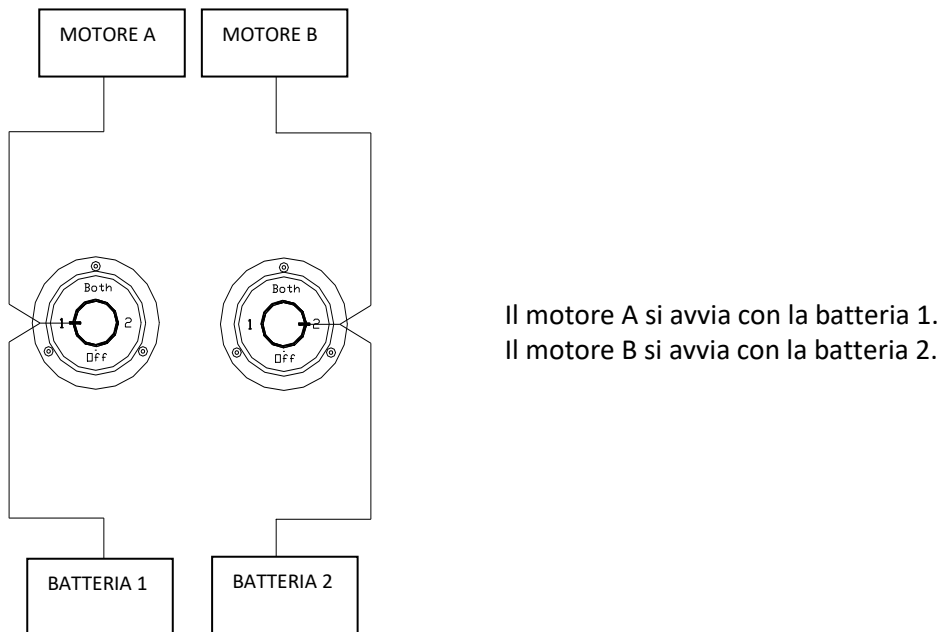 MOTORE A
MOTORE B
Both
1
2
Off
Both
1
2
Off
Il motore A si avvia con la batteria 1.
Il motore B si avvia con la batteria 2.
BATTERIA 1
BATTERIA 2